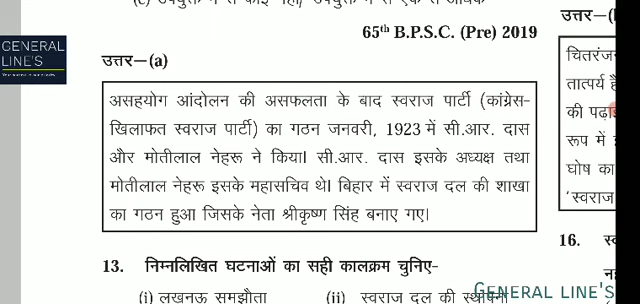 65th B.P.S.C. (Pre) 2019
उत्तर–(
GENERAL
LINE'S
उत्तर–(a)
चितरंज
तात्पर्य है
की पढ़ा
रूप में
घोष का
'स्वराज
असहयोग आंदोलन की असफलता के बाद स्वराज पार्टी (कांग्रेस-
खिलाफत स्वराज पार्टी) का गठन जनवरी, 1923 में सी.आर. दास
और मोतीलाल नेहरू ने किया। सी.आर. दास इसके अध्यक्ष तथा
मोतीलाल नेहरू इसके महासचिव थे। बिहार में स्वराज दल की शाखा
का गठन हुआ जिसके नेता श्रीकृष्ण सिंह बनाए गए।
16.
13. निम्नलिखित घटनाओं का सही कालक्रम चुनिए–
(i) लखनऊ समझौता (ii) स्वराज दल की स्थापना
GENERAL LINE'S